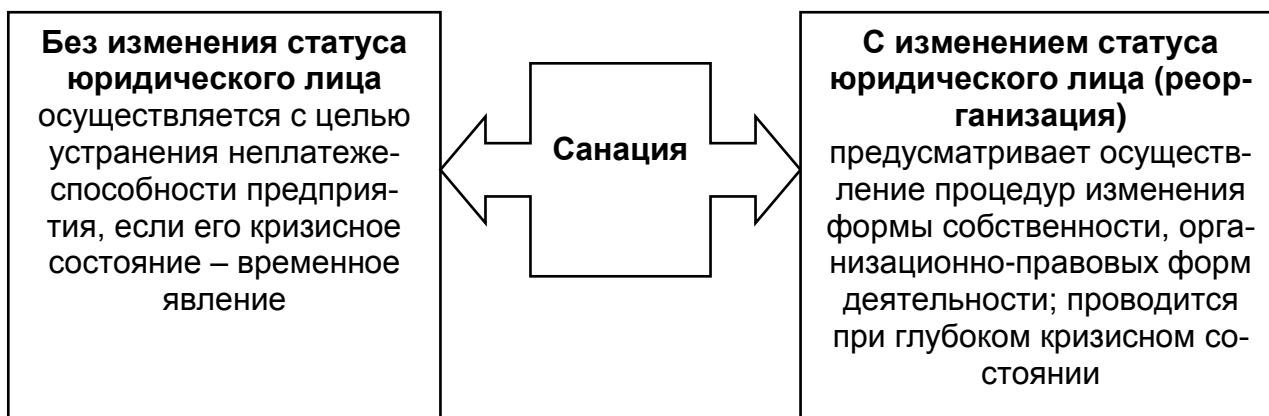 Без изменения статуса
юридического лица
осуществляется с целью
устранения неплатеже-
способности предприя-
тия, если его кризисное
состояние – временное
явление
Санация
С изменением статуса
юридического лица (реор-
ганизация)
предусматривает осуществ-
ление процедур изменения
формы собственности, орга-
низационно-правовых форм
деятельности; проводится
при глубоком кризисном со-
стоянии